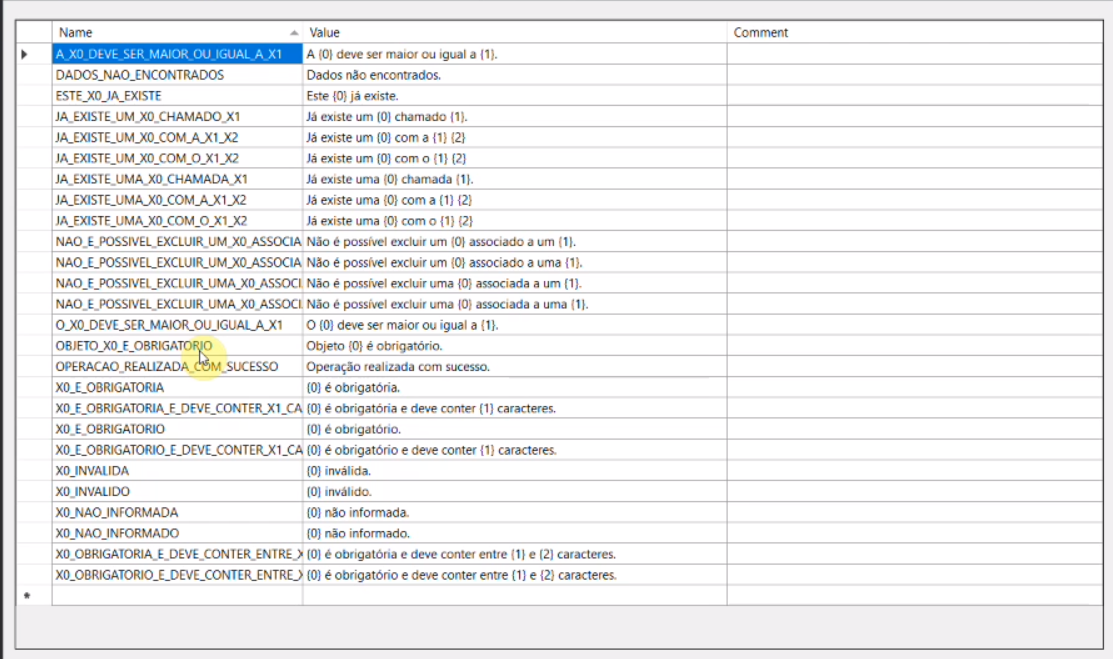 Name Value Comment
A_X0_DEVE_SER_MAIOR_OU_IGUAL_A_X1 A {0} deve ser maior ou igual a {1}.
DADOS_NAO_ENCONTRADOS Dados não encontrados.
ESTE_X0_JA_EXISTE Este {0} já existe.
JA_EXISTE_UM_X0_CHAMADO_X1 Já existe um {0} chamado {1}.
JA_EXISTE_UM_X0_COM_A_X1_X2 Já existe um {0} com a {1} {2}
JA_EXISTE_UM_X0_COM_O_X1_X2 Já existe um {0} com o {1} {2}
JA_EXISTE_UMA_X0_CHAMADA_X1 Já existe uma {0} chamada {1}.
JA_EXISTE_UMA_X0_COM_A_X1_X2 Já existe uma {0} com a {1} {2}
JA_EXISTE_UMA_X0_COM_O_X1_X2 Já existe uma {0} com o {1} {2}
NAO_E_POSSIVEL_EXCLUIR_UM_X0_ASSOCIA Não é possível excluir um {0} associado a um {1}.
NAO_E_POSSIVEL_EXCLUIR_UM_X0_ASSOCIA Não é possível excluir um {0} associado a uma {1}.
NAO_E_POSSIVEL_EXCLUIR_UMA_X0_ASSOCI Não é possível excluir uma {0} associada a um {1}.
NAO_E_POSSIVEL_EXCLUIR_UMA_X0_ASSOCI Não é possível excluir uma {0} associada a uma {1}.
O_X0_DEVE_SER_MAIOR_OU_IGUAL_A_X1 O {0} deve ser maior ou igual a {1}.
OBJETO_X0_E_OBRIGATORIO Objeto {0} é obrigatório.
OPERACAO_REALIZADA_COM_SUCESSO Operação realizada com sucesso.
X0_E_OBRIGATORIA {0} é obrigatória.
X0_E_OBRIGATORIA_E_DEVE_CONTER_X1_CA {0} é obrigatória e deve conter {1} caracteres.
X0_E_OBRIGATORIO {0} é obrigatório.
X0_E_OBRIGATORIO_E_DEVE_CONTER_X1_CA {0} é obrigatório e deve conter {1} caracteres.
X0_INVALIDA {0} inválida.
X0_INVALIDO {0} inválido.
X0_NAO_INFORMADA {0} não informada.
X0_NAO_INFORMADO {0} não informado.
X0_OBRIGATORIA_E_DEVE_CONTER_ENTRE_X {0} é obrigatória e deve conter entre {1} e {2} caracteres.
X0_OBRIGATORIO_E_DEVE_CONTER_ENTRE_X {0} é obrigatório e deve conter entre {1} e {2} caracteres.